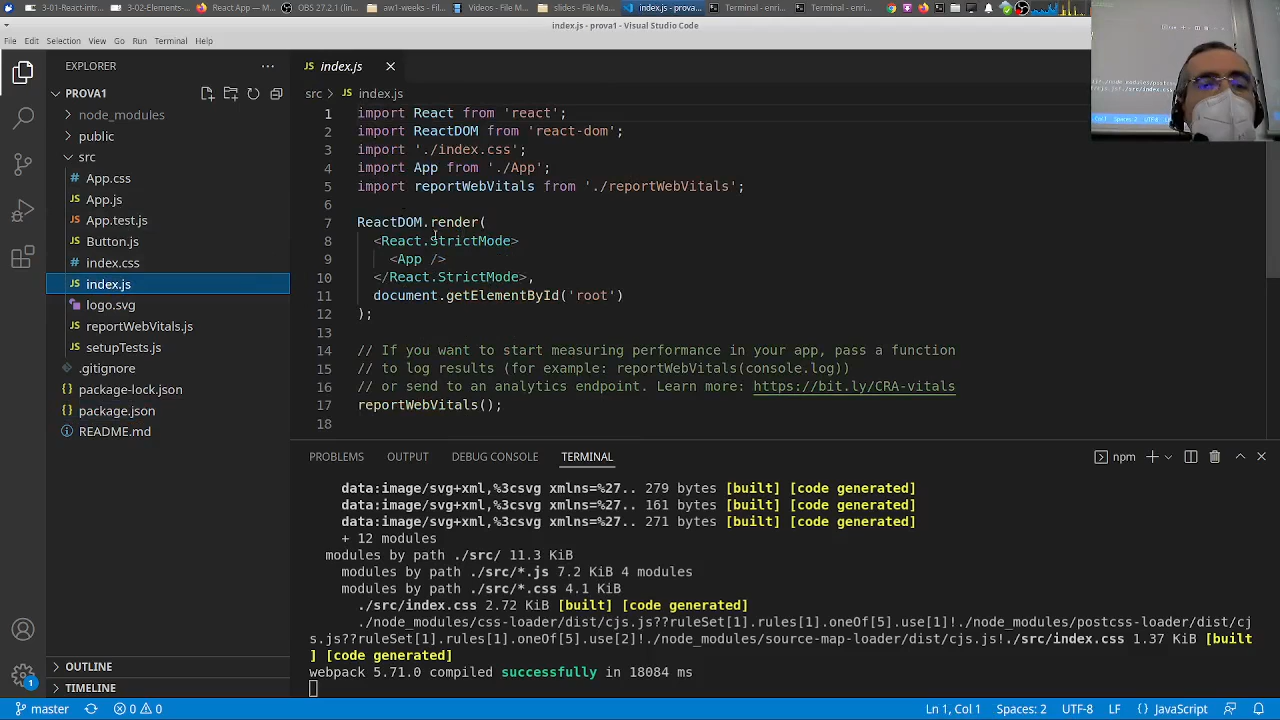 3-01-React-intr
3-02-Elements-
React App — M
OBS 27.2.1 (6
aw1-weeks – F
Videos – File M
Slides – File Ma
index.js - prova
Terminal - enri
Terminal - enric
index.js - prova1 - Visual Studio Code
File Edit Selection View Go Run Terminal Help
EXPLORER
PROVA1
node_modules
public
src
App.css
App.js
App.test.js
Button.js
index.css
index.js
logo.svg
reportWebVitals.js
setupTests.js
.gitignore
package-lock.json
package.json
README.md
OUTLINE
TIMELINE
index.js
src > index.js
1 import React from 'react';
2 import ReactDOM from 'react-dom';
3 import './index.css';
4 import App from './App';
5 import reportWebVitals from './reportWebVitals';
6
7 ReactDOM.render(
8 <React.StrictMode>
9 <App />
10 </React.StrictMode>,
11 document.getElementById('root')
12 );
13
14 // If you want to start measuring performance in your app, pass a function
15 // to log results (for example: reportWebVitals(console.log))
16 // or send to an analytics endpoint. Learn more: https://bit.ly/CRA-vitals
17 reportWebVitals();
18
PROBLEMS OUTPUT DEBUG CONSOLE TERMINAL
npm
data:image/svg+xml,%3csvg xmlns=%27.. 279 bytes [built] [code generated]
data:image/svg+xml,%3csvg xmlns=%27.. 161 bytes [built] [code generated]
data:image/svg+xml,%3csvg xmlns=%27.. 271 bytes [built] [code generated]
+ 12 modules
modules by path ./src/ 11.3 KiB
modules by path ./src/*.js 7.2 KiB 4 modules
modules by path ./src/*.css 4.1 KiB
./src/index.css 2.72 KiB [built] [code generated]
./node_modules/css-loader/dist/cjs.js??ruleSet[1].rules[1].oneOf[5].use[1]!./node_modules/postcss-loader/dist/cj
s.js??ruleSet[1].rules[1].oneOf[5].use[2]!./node_modules/source-map-loader/dist/cjs.js!./src/index.css 1.37 KiB [built
] [code generated]
webpack 5.71.0 compiled successfully in 18084 ms
1
master
0 0
Ln 1, Col 1 Spaces: 2 UTF-8 LF JavaScript